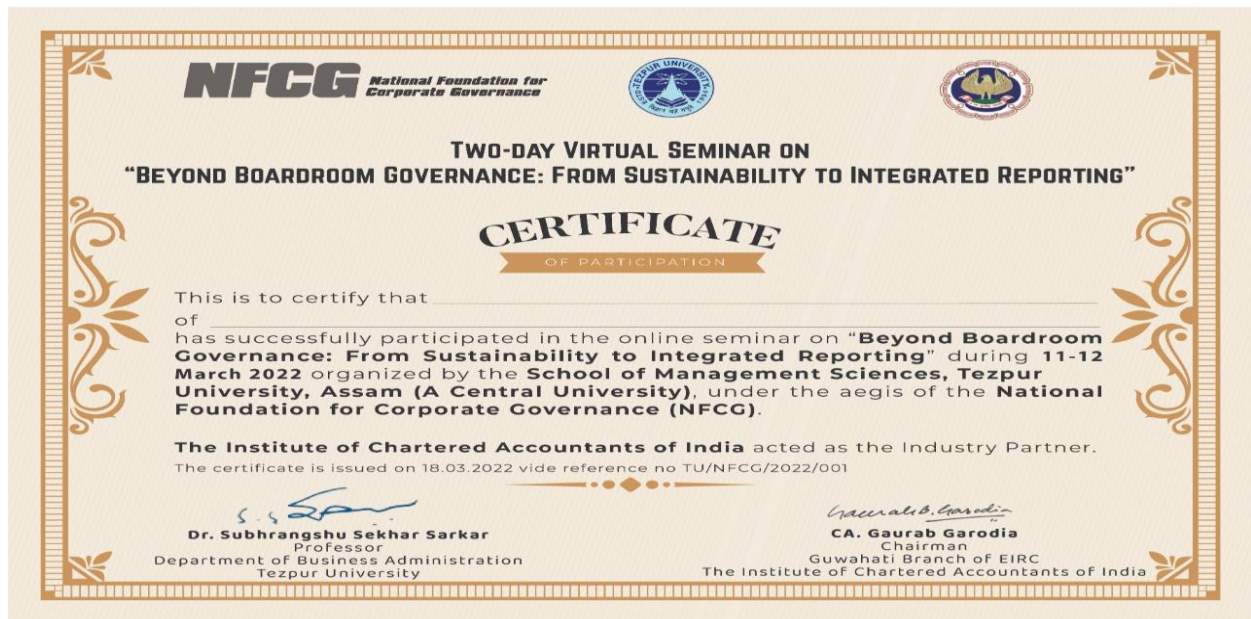 NFCG National Foundation for
Corporate Governance
TEZPUR UNIVERSITY
TWO-DAY VIRTUAL SEMINAR ON
“BEYOND BOARDROOM GOVERNANCE: FROM SUSTAINABILITY TO INTEGRATED REPORTING”
CERTIFICATE
OF PARTICIPATION
This is to certify that
of
has successfully participated in the online seminar on “Beyond Boardroom
Governance: From Sustainability to Integrated Reporting” during 11-12
March 2022 organized by the School of Management Sciences, Tezpur
University, Assam (A Central University), under the aegis of the National
Foundation for Corporate Governance (NFCG).
The Institute of Chartered Accountants of India acted as the Industry Partner.
The certificate is issued on 18.03.2022 vide reference no TU/NFCG/2022/001
Dr. Subhrangshu Sekhar Sarkar
Professor
Department of Business Administration
Tezpur University
Gaurab B. Garodia
CA. Gaurab Garodia
Chairman
Guwahati Branch of EIRC
The Institute of Chartered Accountants of India